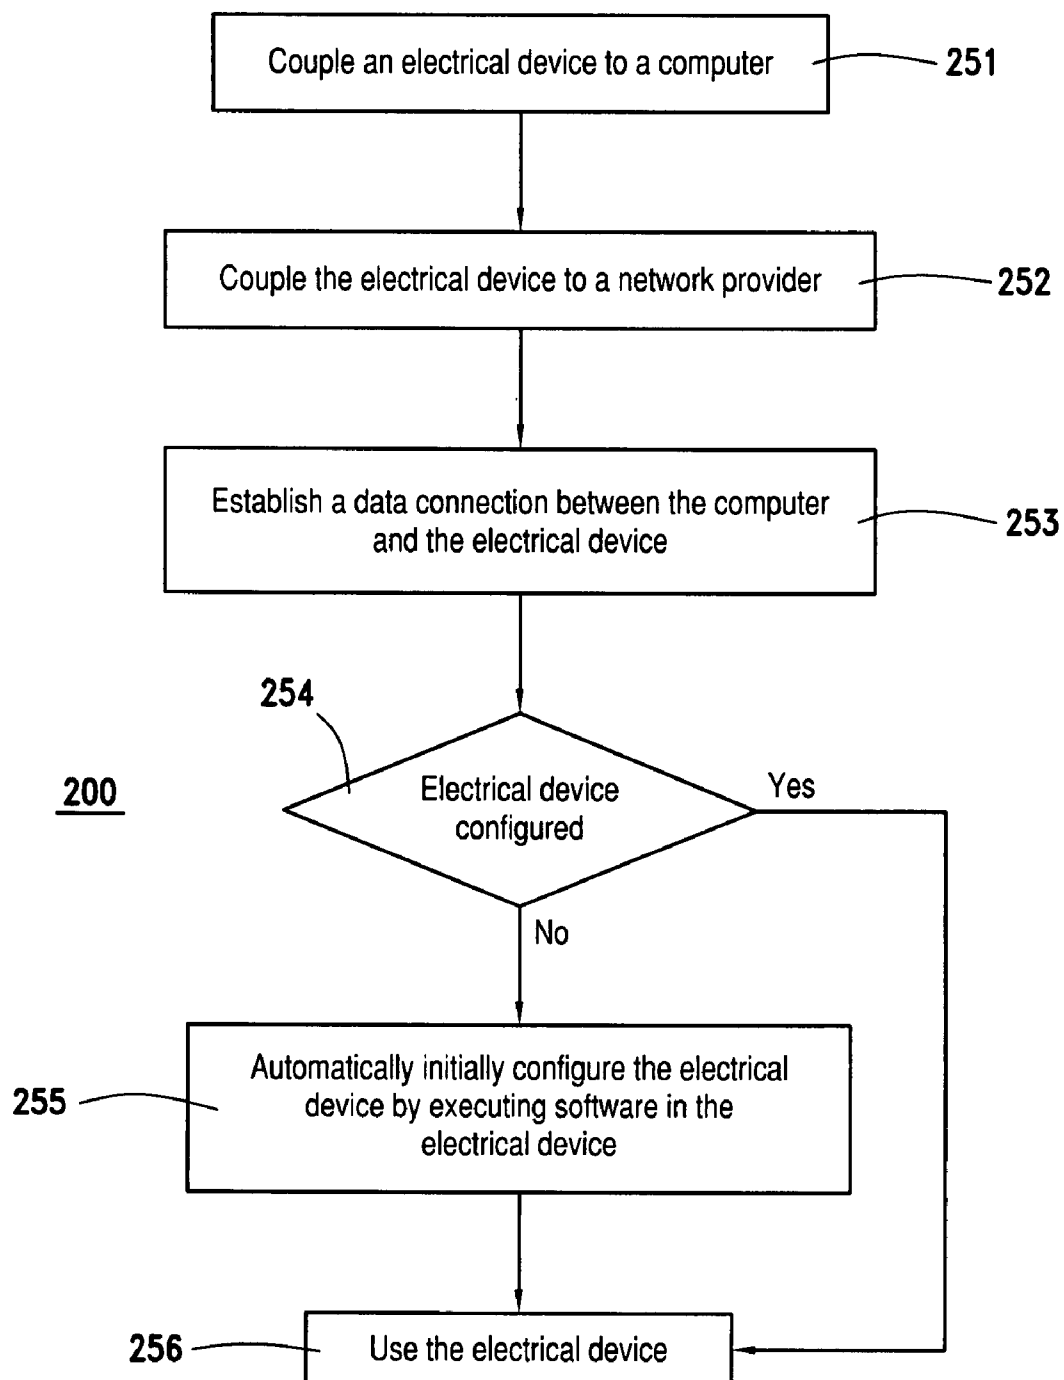 Couple an electrical device to a computer
251
Couple the electrical device to a network provider
252
Establish a data connection between the computer
and the electrical device
253
254
200
Electrical device
configured
Yes
No
255
Automatically initially configure the electrical
device by executing software in the
electrical device
256
Use the electrical device